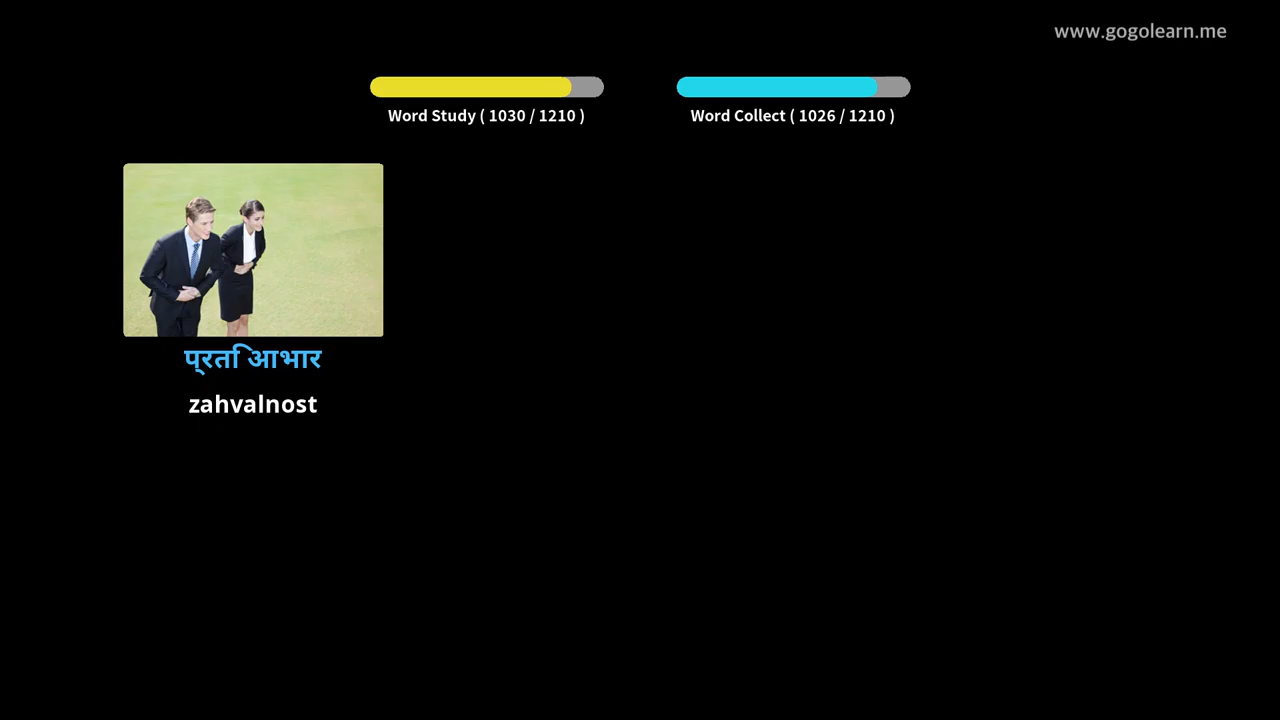 www.gogolearn.me
Word Study ( 1030 / 1210 )
Word Collect ( 1026 / 1210 )
प्रति आभार
zahvalnost